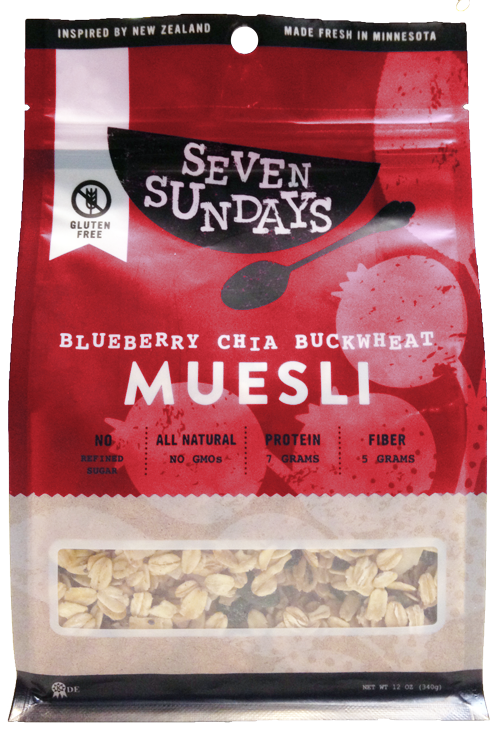 INSPIRED BY NEW ZEALAND
MADE FRESH IN MINNESOTA
SEVEN
SUNDAYS
GLUTEN
FREE
BLUEBERRY CHIA BUCKWHEAT
MUESLI
NO
REFINED
SUGAR
ALL NATURAL
NO GMOs
PROTEIN
7 GRAMS
FIBER
5 GRAMS
DE
NET WT 12 OZ (340g)